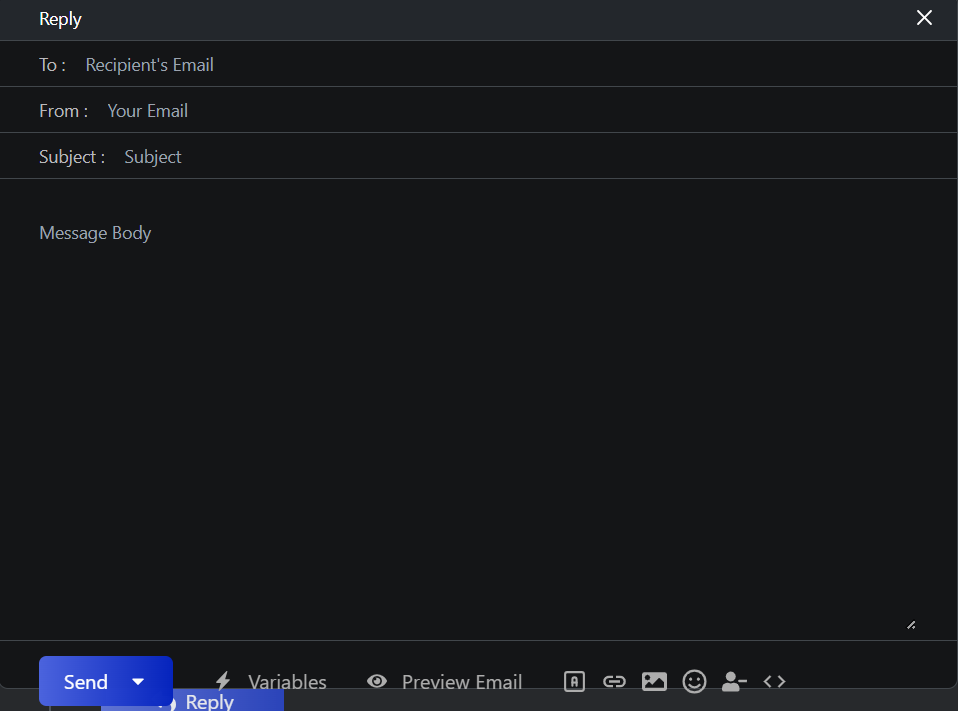 Reply
To : Recipient's Email
From : Your Email
Subject : Subject
Message Body
Send Variables Preview Email A
Reply